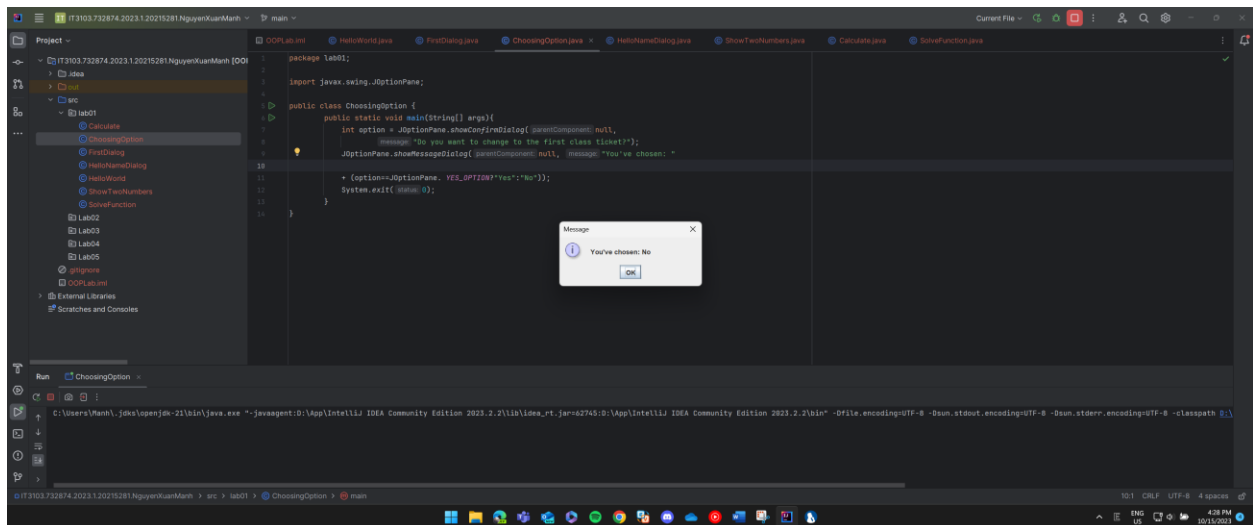 IT3103.732874.2023.1.20215281.NguyenXuanManh
main
Current File
Project
OOPLab.iml
HelloWorld.java
FirstDialog.java
ChoosingOption.java
HelloNameDialog.java
ShowTwoNumbers.java
Calculate.java
SolveFunction.java
IT3103.732874.2023.1.20215281.NguyenXuanManh [OOI
.idea
out
src
lab01
Calculate
ChoosingOption
FirstDialog
HelloNameDialog
HelloWorld
ShowTwoNumbers
SolveFunction
Lab02
Lab03
Lab04
Lab05
.gitignore
OOPLab.iml
External Libraries
Scratches and Consoles
1 package lab01;
2
3 import javax.swing.JOptionPane;
4
5 public class ChoosingOption {
6 public static void main(String[] args){
7 int option = JOptionPane.showConfirmDialog( parentComponent: null,
8 message: "Do you want to change to the first class ticket?");
9 JOptionPane.showMessageDialog( parentComponent: null, message: "You've chosen: "
10
11 + (option==JOptionPane. YES_OPTION?"Yes":"No"));
12 System.exit( status: 0);
13 }
14 }
Message
You've chosen: No
OK
Run
ChoosingOption
C:\Users\Manh\.jdks\openjdk-21\bin\java.exe "-javaagent:D:\App\IntelliJ IDEA Community Edition 2023.2.2\lib\idea_rt.jar=62745:D:\App\IntelliJ IDEA Community Edition 2023.2.2\bin" -Dfile.encoding=UTF-8 -Dsun.stdout.encoding=UTF-8 -Dsun.stderr.encoding=UTF-8 -classpath D:\
IT3103.732874.2023.1.20215281.NguyenXuanManh > src > lab01 > ChoosingOption > main
10:1 CRLF UTF-8 4 spaces
ENG
US
4:28 PM
10/15/2023